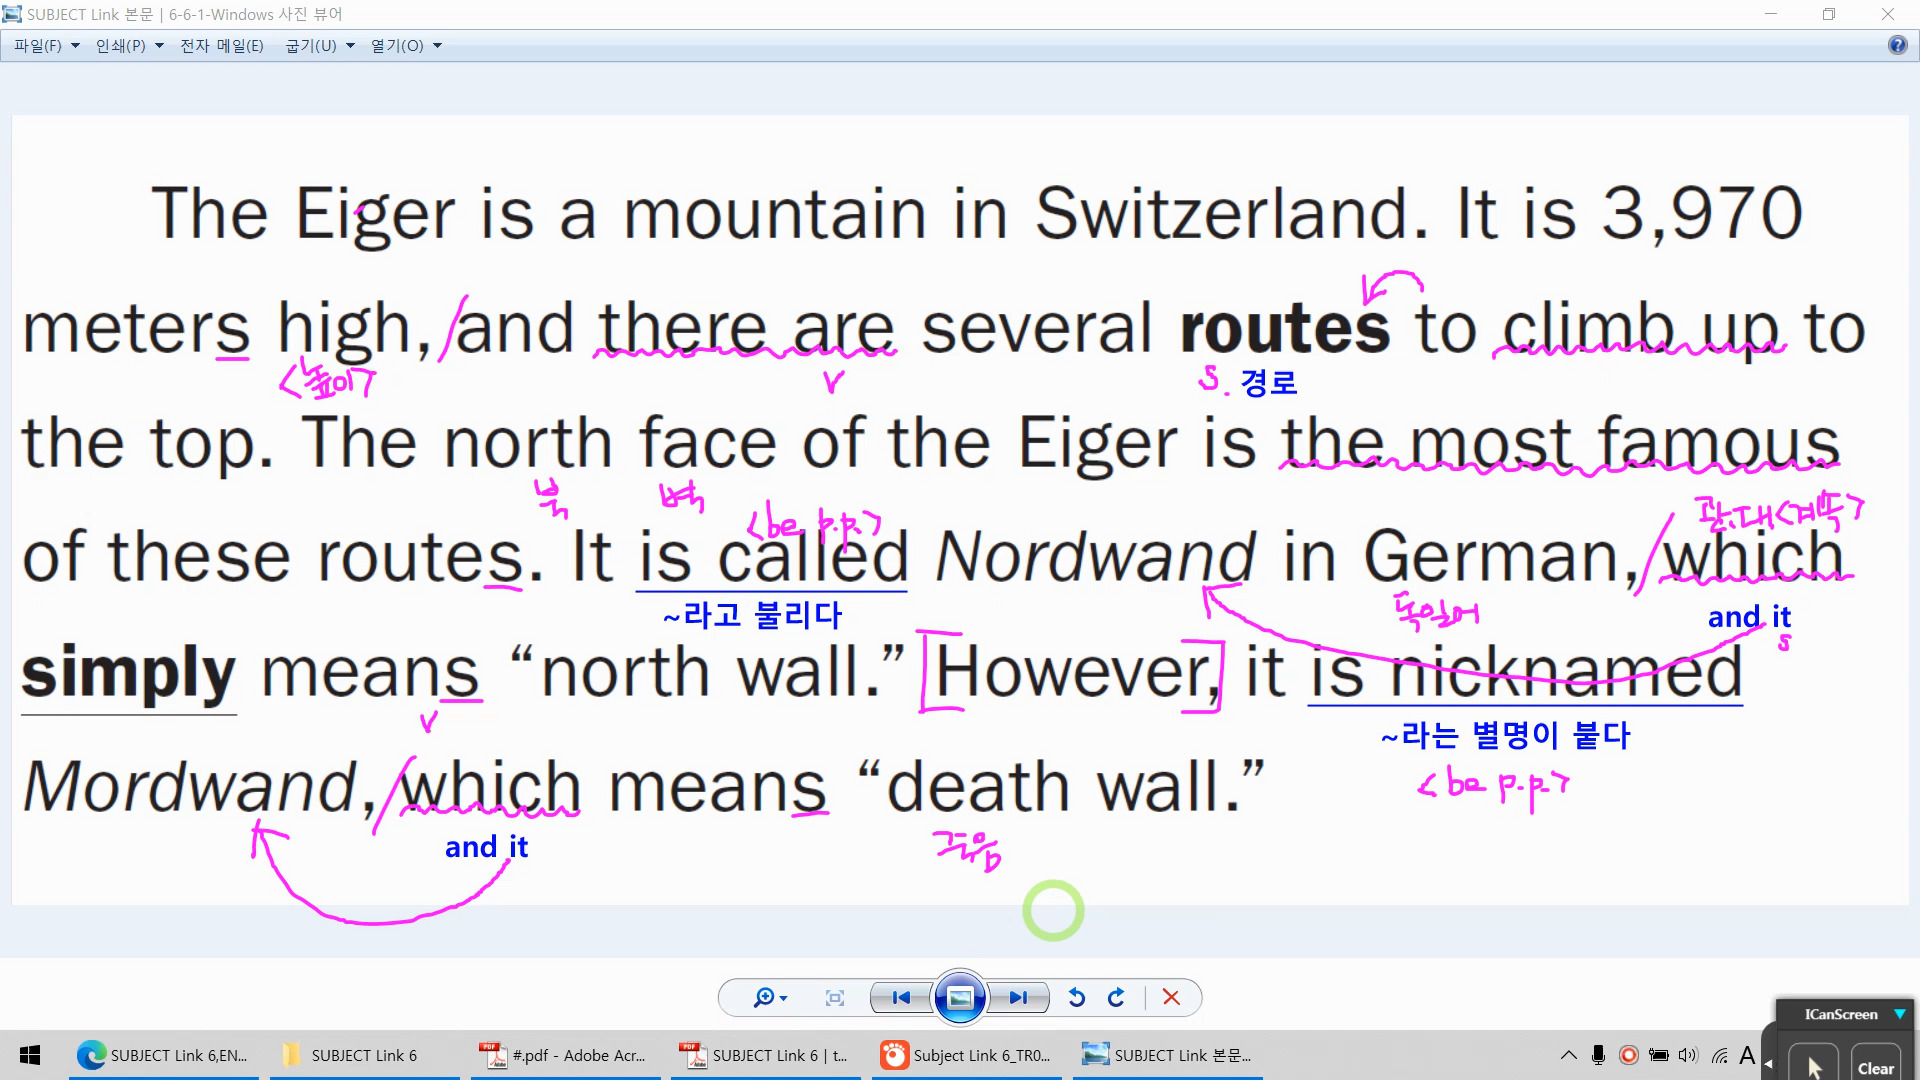 SUBJECT Link 본문 | 6-6-1-Windows 사진 뷰어
파일(F) 인쇄(P) 전자 메일(E) 굽기(U) 열기(O)
The Eiger is a mountain in Switzerland. It is 3,970
meters high, and there are several routes to climb up to
<높이> v s. 경로
the top. The north face of the Eiger is the most famous
북 벽 <be p.p.> 관.대<계속>
of these routes. It is called Nordwand in German, which
~라고 불리다 독일어 and it
s
simply means “north wall.” [However,] it is nicknamed
v ~라는 별명이 붙다
<be p.p.>
Mordwand, which means “death wall.”
and it 죽음
ICanScreen
Clear
SUBJECT Link 6,EN... SUBJECT Link 6 #.pdf - Adobe Acr... SUBJECT Link 6 | t... Subject Link 6_TR0... SUBJECT Link 본문... A